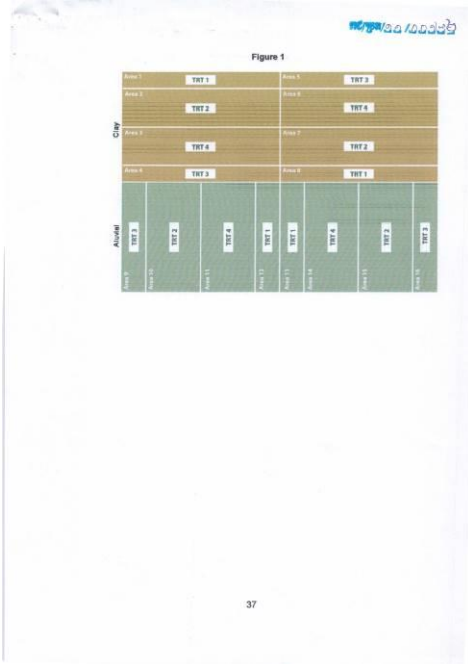 Figure 1
Area 1 TRT 1 Area 5 TRT 3
Area 2 TRT 2 Area 6 TRT 4
Clay
Area 3 TRT 4 Area 7 TRT 2
Area 4 TRT 3 Area 8 TRT 1
Aluvial
TRT 3 TRT 2 TRT 4 TRT 1 TRT 1 TRT 4 TRT 2 TRT 3
Area 9 Area 10 Area 11 Area 12 Area 13 Area 14 Area 15 Area 16
37